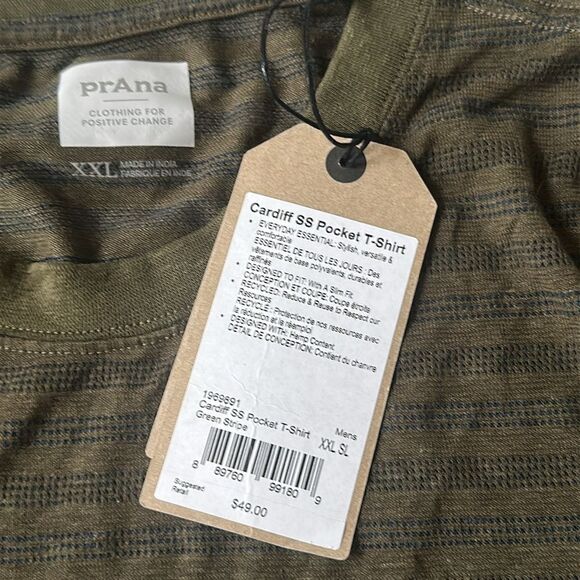 prAna
CLOTHING FOR
POSITIVE CHANGE
XXL MADE IN INDIA
FABRIQUE EN INDE
Cardiff SS Pocket T-Shirt
• EVERYDAY ESSENTIAL: Stylish, versatile &
comfortable
ESSENTIEL DE TOUS LES JOURS : Des
vêtements de base polyvalents, durables et
raffinés
• DESIGNED TO FIT: With A Slim Fit
CONCEPTION ET COUPE: Coupe étroite
• RECYCLED: Reduce & Reuse to Respect our
Resources
RECYCLÉ : Protection de nos ressources avec
la réduction et la réemploi
• DESIGNED WITH: Hemp Content
DÉTAIL DE CONCEPTION: Contient du chanvre
1969891
Cardiff SS Pocket T-Shirt Mens
Green Stripe XXL SL
8 89760 99180 9
Suggested
Retail
$49.00